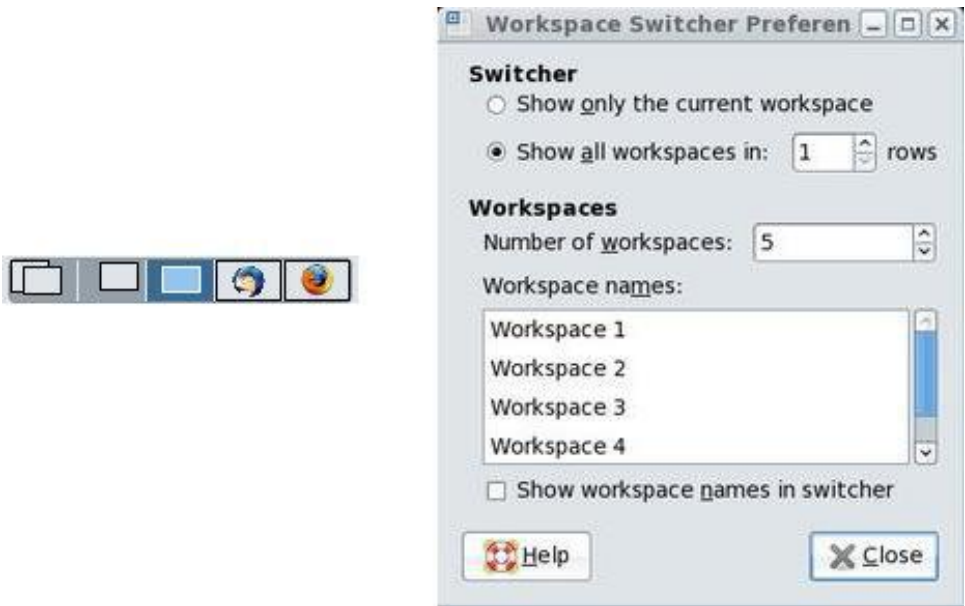 Workspace Switcher Preferen
Switcher
Show only the current workspace
Show all workspaces in: 1 rows
Workspaces
Number of workspaces: 5
Workspace names:
Workspace 1
Workspace 2
Workspace 3
Workspace 4
Show workspace names in switcher
Help Close